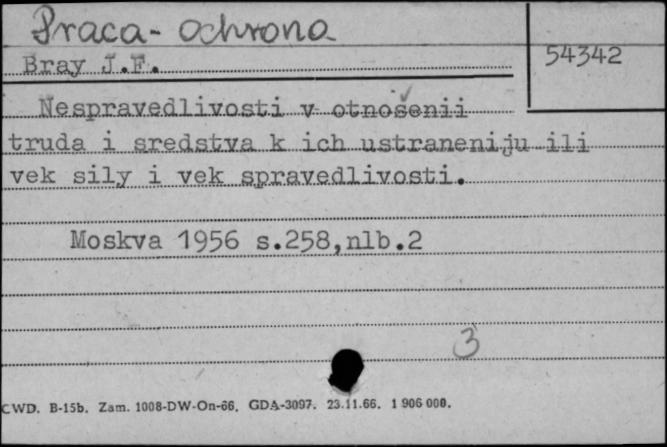 Praca - Ochrona
54342
Bray J.F.
Nespravedlivosti v otnošenii
truda i sredstva k ich ustraneniju ili
vek sily i vek spravedlivosti.
Moskva 1956 s.258,nlb.2
3
CWD. B-15b. Zam. 1008-DW-On-66. GDA-3097. 23.11.66. 1 906 000.